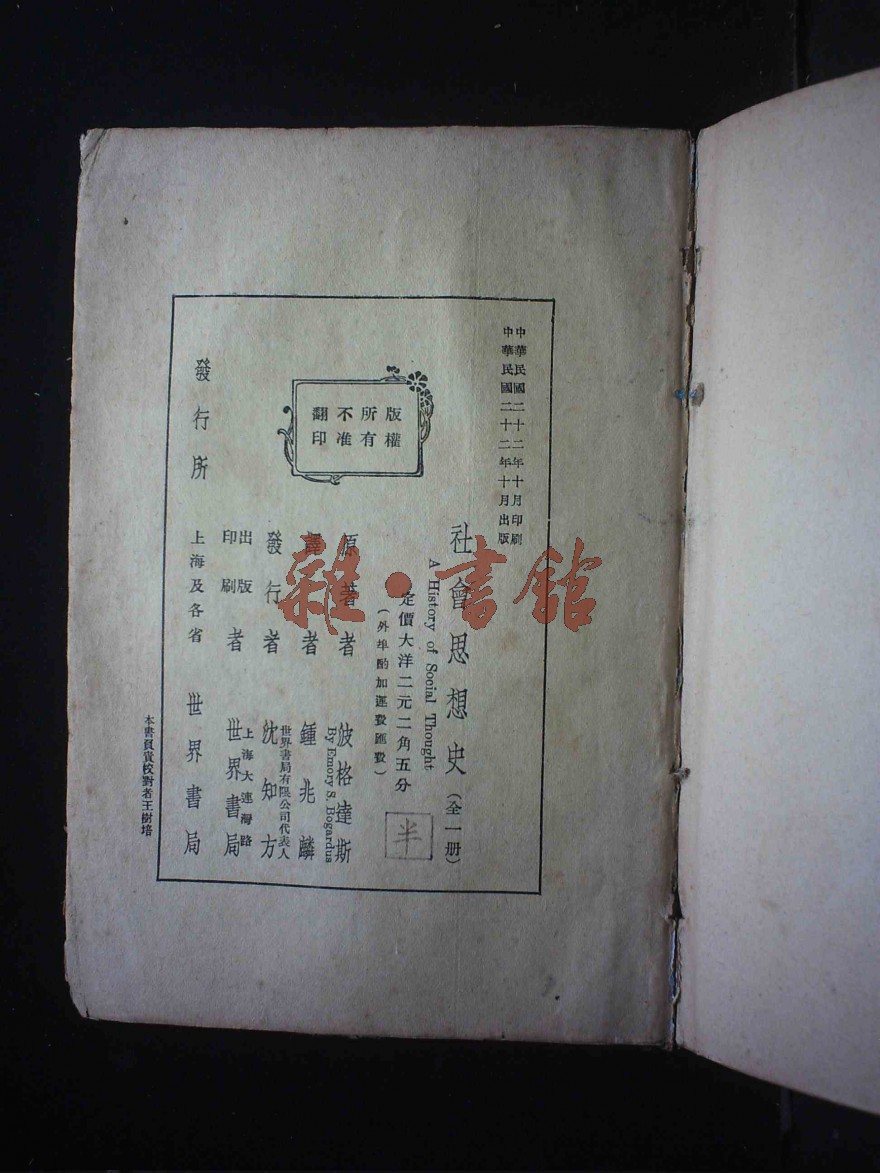 中華民國二十二年十月印刷
中華民國二十二年十月出版
社會思想史（全一册）
A History of Social Thought
定價大洋二元二角五分
（外埠酌加運費匯費）
半
版權
所有
不准
翻印
原著者 波格達斯
By Emory S. Bogardus
譯者 鍾兆麟
世界書局有限公司代表人
發行者 沈知方
出版
印刷
者
上海大連灣路
世界書局
發行所 上海及各省 世界書局
本書負責校對者王樹培
雜·書館